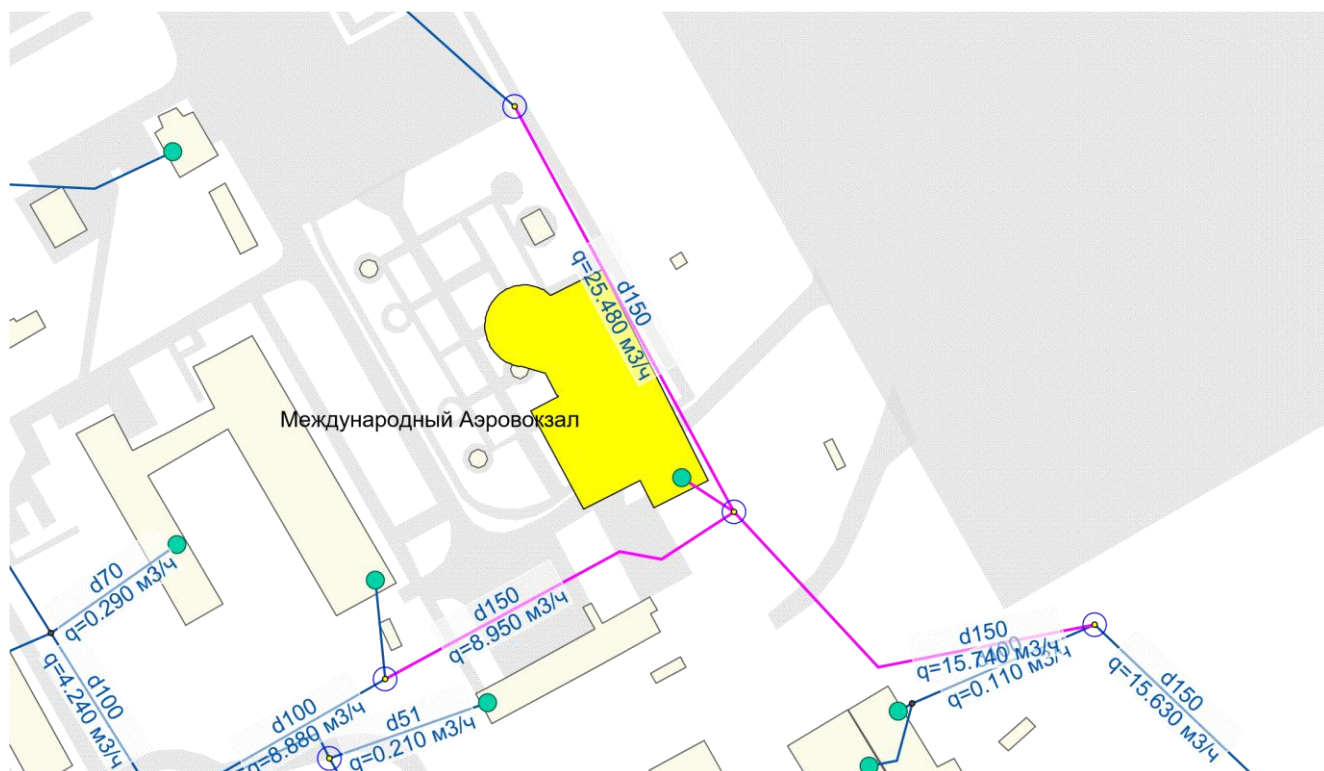 d150
q=25.480 м3/ч
Международный Аэровокзал
d70
q=0.290 м3/ч
d150
q=8.950 м3/ч
d100
q=4.240 м3/ч
d150
q=15.740 м3/ч
q=0.110 м3/ч
d150
q=15.630 м3/ч
d100
q=8.880 м3/ч
d51
q=0.210 м3/ч